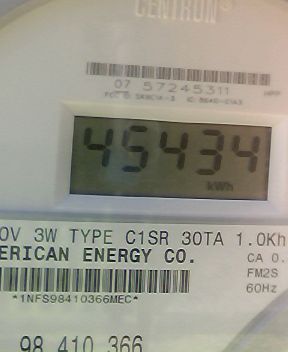 CENTRON®
07 57245311
45434
kWh
0V 3W TYPE C1SR 30TA 1.0Kh
ERICAN ENERGY CO.
CA 0.
FM2S
*1NFS98410366MEC*
60Hz
98 410 366